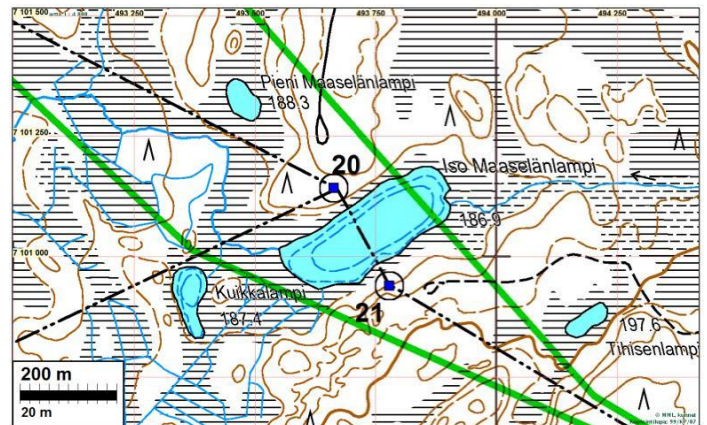 7 101 500
493 250
493 500
493 750
494 000
494 250
Pieni Maaselänlampi
188.3
7 101 250
20
Iso Maaselänlampi
186.9
7 101 000
Kuikkalampi
187.4
21
197.6
Tihisenlampi
200 m
20 m